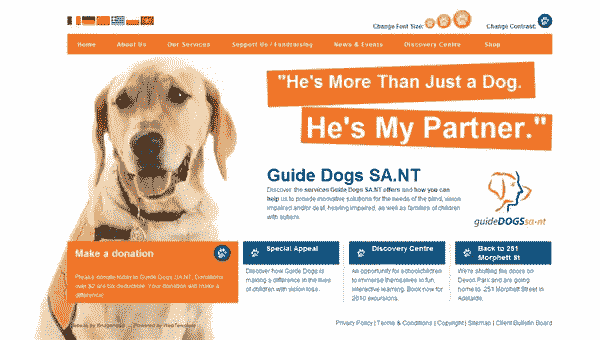 Change Font Size:
Change Contrast:
Home About Us Our Services Support Us / Fundraising News & Events Discovery Centre Shop
"He's More Than Just a Dog.
He's My Partner."
Guide Dogs SA.NT
Discover the services Guide Dogs SA.NT offers and how you can
help us to provide innovative solutions for the needs of the blind, vision
impaired and/or deaf, hearing impaired, as well as families of children
with autism.
guideDOGSsa·nt
Make a donation
Please donate today to Guide Dogs SA.NT. Donations
over $2 are tax deductible. Your donation will make a
difference!
Special Appeal
Discover how Guide Dogs is
making a difference in the lives
of children with vision loss.
Discovery Centre
An opportunity for schoolchildren
to immerse themselves in fun,
interactive learning. Book now for
2010 excursions.
Back to 251
Morphett St
We're shutting the doors on
Devon Park and are going
home to 251 Morphett Street in
Adelaide.
Website by
Powered by
Privacy Policy | Terms & Conditions | Copyright | Sitemap | Client Bulletin Board